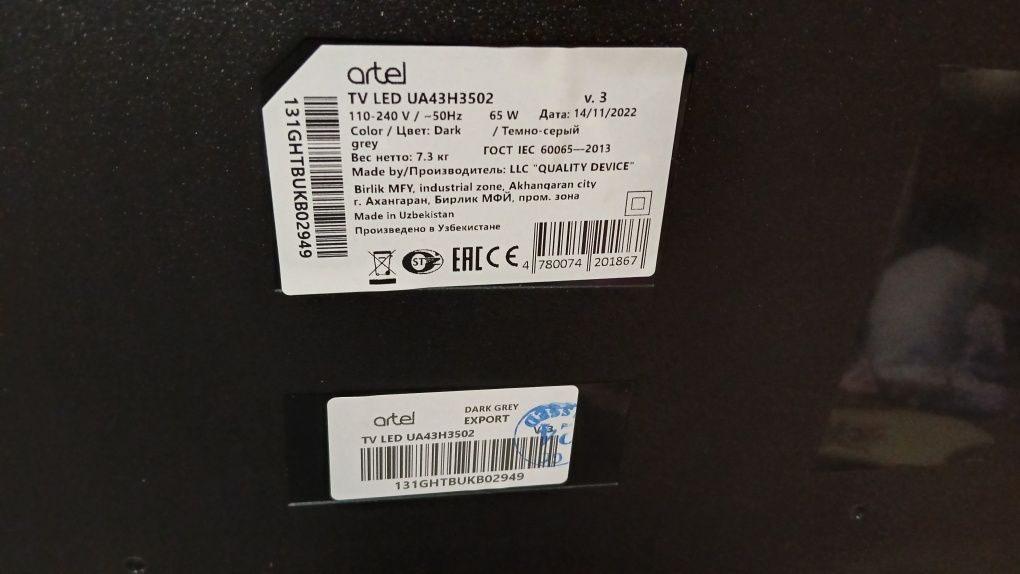 artel
TV LED UA43H3502 v. 3
110-240 V / ~50Hz 65 W Дата: 14/11/2022
Color / Цвет: Dark / Темно-серый
grey
ГОСТ IEC 60065—2013
Вес нетто: 7.3 кг
Made by/Производитель: LLC "QUALITY DEVICE"
Birlik MFY, industrial zone, Akhangaran city
г. Ахангаран, Бирлик МФЙ, пром. зона
Made in Uzbekistan
Произведено в Узбекистане
EAC CE
4 780074 201867
131GHTBUKB02949
artel
DARK GREY
EXPORT
TV LED UA43H3502 v. 3
131GHTBUKB02949